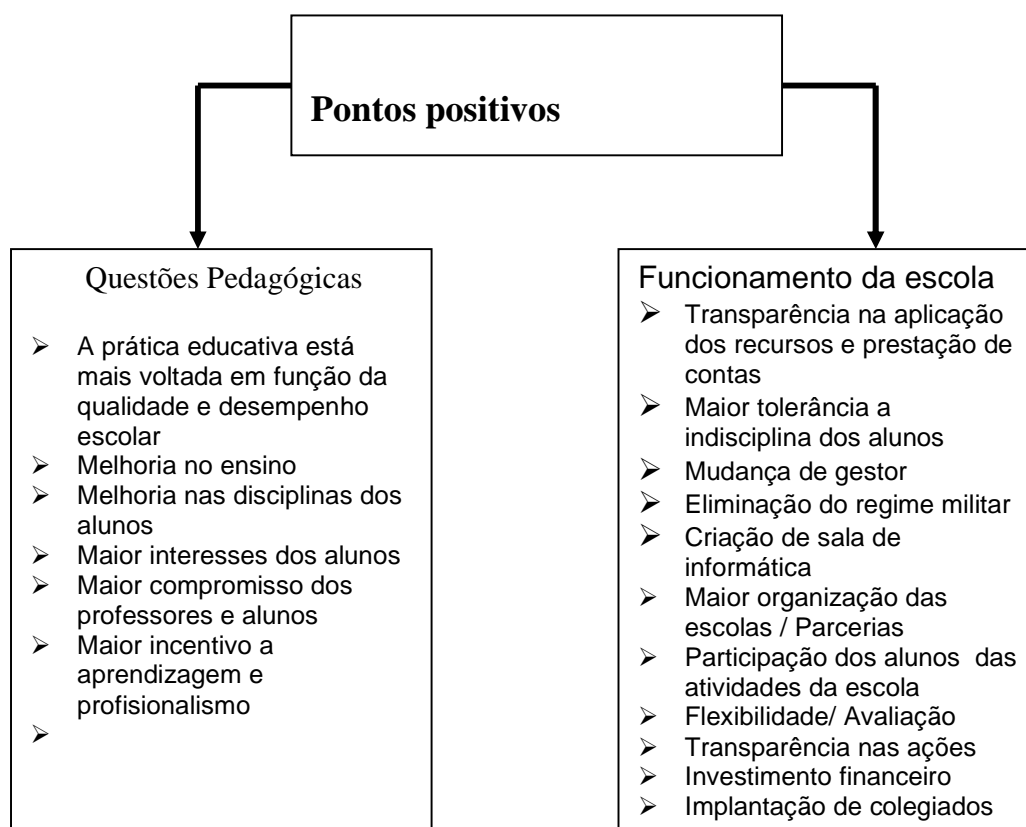 Pontos positivos
Questões Pedagógicas
➢ A prática educativa está
mais voltada em função da
qualidade e desempenho
escolar
➢ Melhoria no ensino
➢ Melhoria nas disciplinas dos
alunos
➢ Maior interesses dos alunos
➢ Maior compromisso dos
professores e alunos
➢ Maior incentivo a
aprendizagem e
profisionalismo
➢
Funcionamento da escola
➢ Transparência na aplicação
dos recursos e prestação de
contas
➢ Maior tolerância a
indisciplina dos alunos
➢ Mudança de gestor
➢ Eliminação do regime militar
➢ Criação de sala de
informática
➢ Maior organização das
escolas / Parcerias
➢ Participação dos alunos  das
atividades da escola
➢ Flexibilidade/ Avaliação
➢ Transparência nas ações
➢ Investimento financeiro
➢ Implantação de colegiados